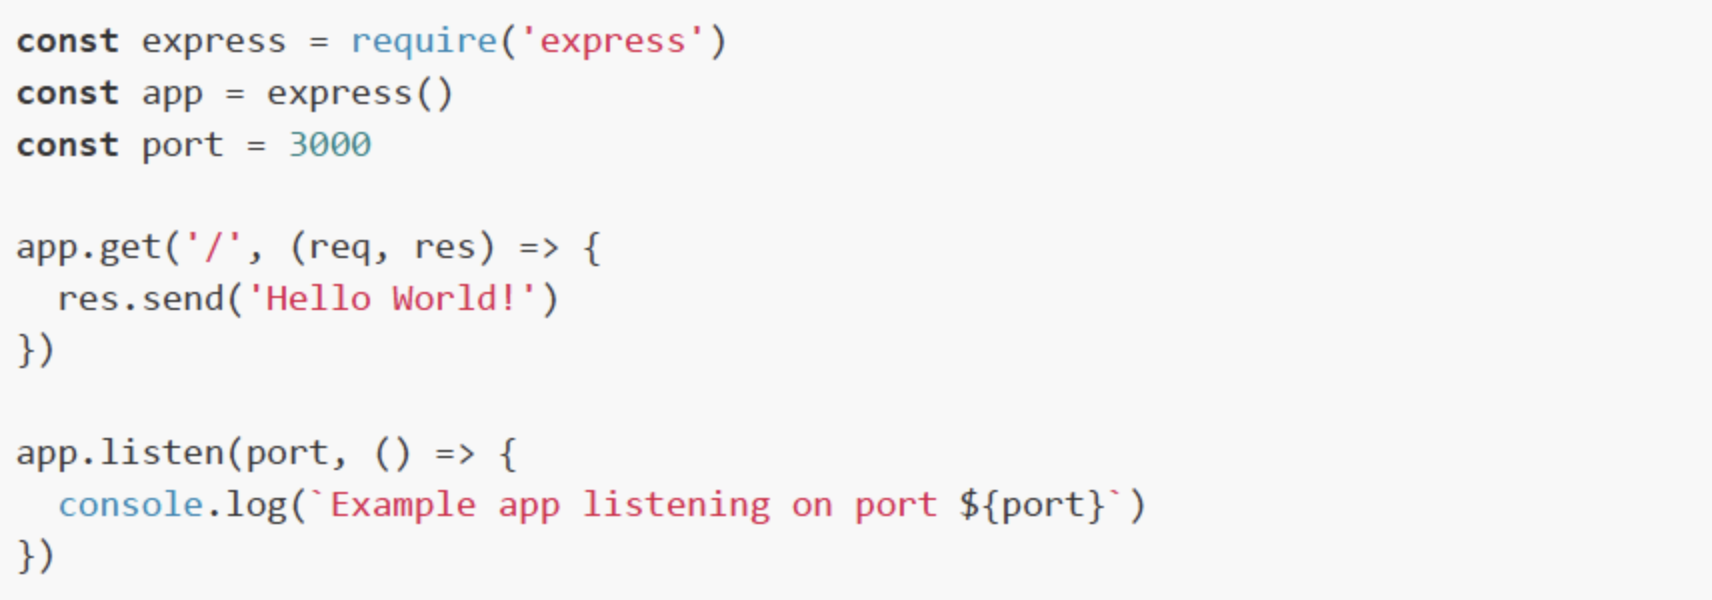 const express = require('express')
const app = express()
const port = 3000

app.get('/', (req, res) => {
  res.send('Hello World!')
})

app.listen(port, () => {
  console.log(`Example app listening on port ${port}`)
})